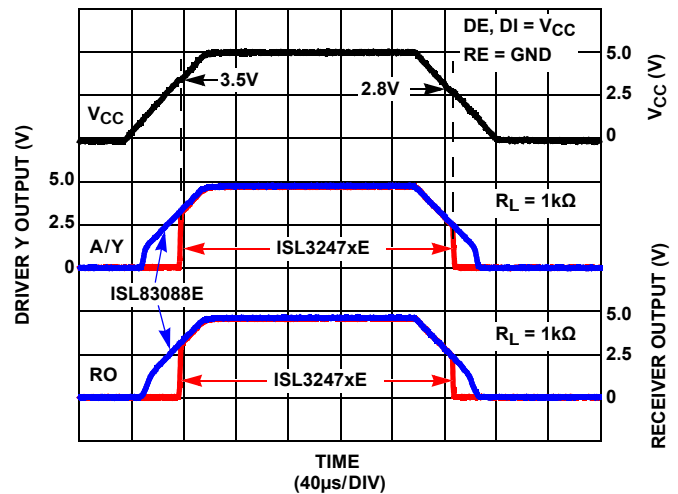 DE, DI = VCC
RE = GND
5.0
3.5V
2.8V
2.5
VCC
0
VCC (V)
DRIVER Y OUTPUT (V)
5.0
RL = 1kΩ
2.5
A/Y
ISL3247xE
0
ISL83088E
5.0
RL = 1kΩ
2.5
RO
ISL3247xE
0
RECEIVER OUTPUT (V)
TIME
(40µs/DIV)